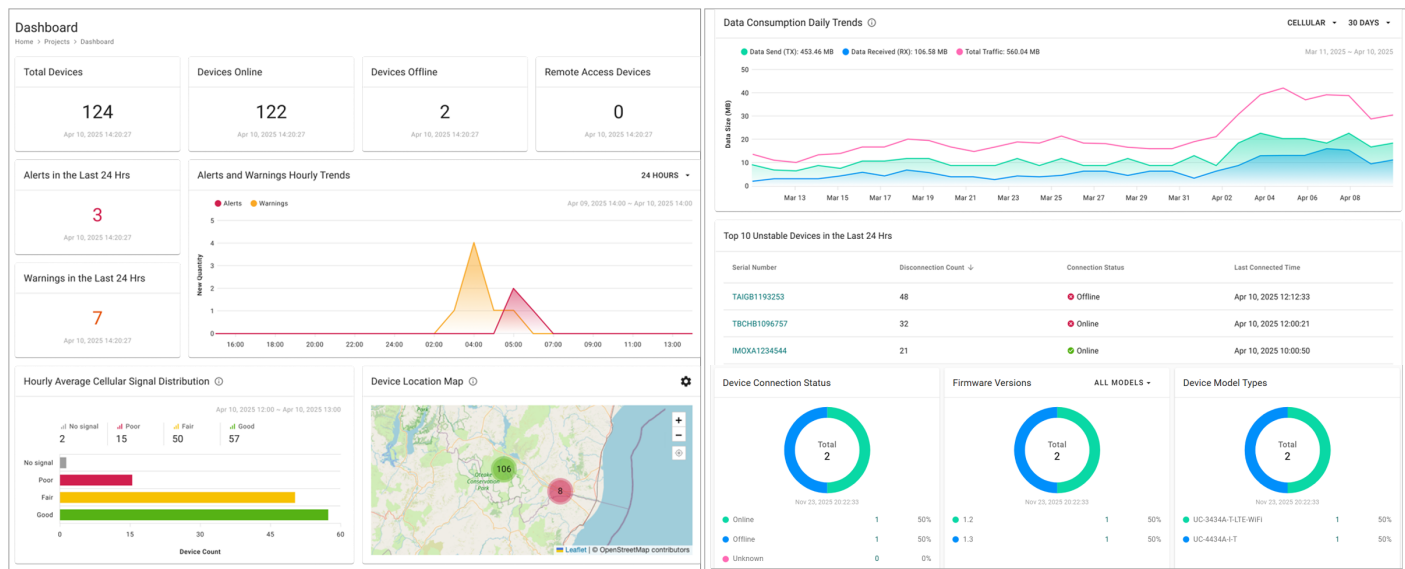 Dashboard
Home > Projects > Dashboard
Total Devices
124
Apr 10, 2025 14:20:27
Devices Online
122
Apr 10, 2025 14:20:27
Devices Offline
2
Apr 10, 2025 14:20:27
Remote Access Devices
0
Apr 10, 2025 14:20:27
Alerts in the Last 24 Hrs
3
Apr 10, 2025 14:20:27
Warnings in the Last 24 Hrs
7
Apr 10, 2025 14:20:27
Alerts and Warnings Hourly Trends
24 HOURS
Alerts Warnings
Apr 09, 2025 14:00 ~ Apr 10, 2025 14:00
New Quantity
5
4
3
2
1
0
16:00 18:00 20:00 22:00 24:00 02:00 04:00 05:00 07:00 09:00 11:00 13:00
Hourly Average Cellular Signal Distribution
Apr 10, 2025 12:00 ~ Apr 10, 2025 13:00
No signal Poor Fair Good
2 15 50 57
No signal
Poor
Fair
Good
0 15 30 45 60
Device Count
Device Location Map
106
8
+
−
Leaflet | © OpenStreetMap contributors
Data Consumption Daily Trends
CELLULAR 30 DAYS
Data Send (TX): 453.46 MB Data Received (RX): 106.58 MB Total Traffic: 560.04 MB
Mar 11, 2025 ~ Apr 10, 2025
Data Size (MB)
50
40
30
20
10
0
Mar 13 Mar 15 Mar 17 Mar 19 Mar 21 Mar 23 Mar 25 Mar 27 Mar 29 Mar 31 Apr 02 Apr 04 Apr 06 Apr 08
Top 10 Unstable Devices in the Last 24 Hrs
Serial Number Disconnection Count Connection Status Last Connected Time
TAIGB1193253 48 Offline Apr 10, 2025 12:12:33
TBCHB1096757 32 Online Apr 10, 2025 12:00:21
IMOXA1234544 21 Online Apr 10, 2025 10:00:50
Device Connection Status
Total
2
Nov 23, 2025 20:22:33
Online 1 50%
Offline 1 50%
Unknown 0 0%
Firmware Versions
ALL MODELS
Total
2
Nov 23, 2025 20:22:33
1.2 1 50%
1.3 1 50%
Device Model Types
Total
2
Nov 23, 2025 20:22:33
UC-3434A-T-LTE-WiFi 1 50%
UC-4434A-I-T 1 50%